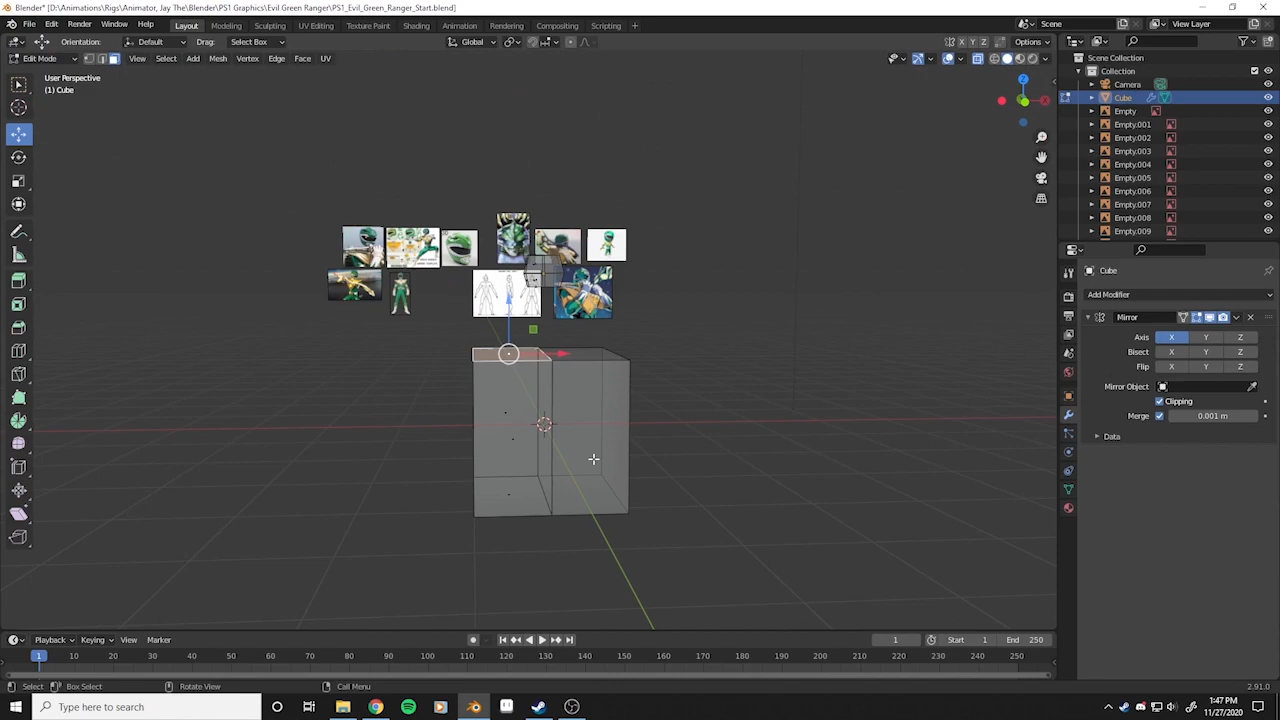 Blender* [D:\Animations\Rigs\Animator, Jay The\Blender\PS1 Graphics\Evil Green Ranger\PS1_Evil_Green_Ranger_Start.blend]
File Edit Render Window Help Layout Modeling Sculpting UV Editing Texture Paint Shading Animation Rendering Compositing Scripting + Scene View Layer
Orientation: Default Drag: Select Box Global X Y Z Options
Edit Mode View Select Add Mesh Vertex Edge Face UV
User Perspective
(1) Cube
Z
Scene Collection
Collection
Camera
Cube
Empty
Empty.001
Empty.002
Empty.003
Empty.004
Empty.005
Empty.006
Empty.007
Empty.008
Empty.009
Cube
Add Modifier
Mirror
Axis X Y Z
Bisect X Y Z
Flip X Y Z
Mirror Object
Clipping
Merge 0.001 m
Data
Playback Keying View Marker 1 Start 1 End 250
1 10 20 30 40 50 60 70 80 90 100 110 120 130 140 150 160 170 180 190 200 210 220 230 240 250
Select Box Select Rotate View Call Menu 2.91.0
Type here to search
1:47 PM
11/27/2020